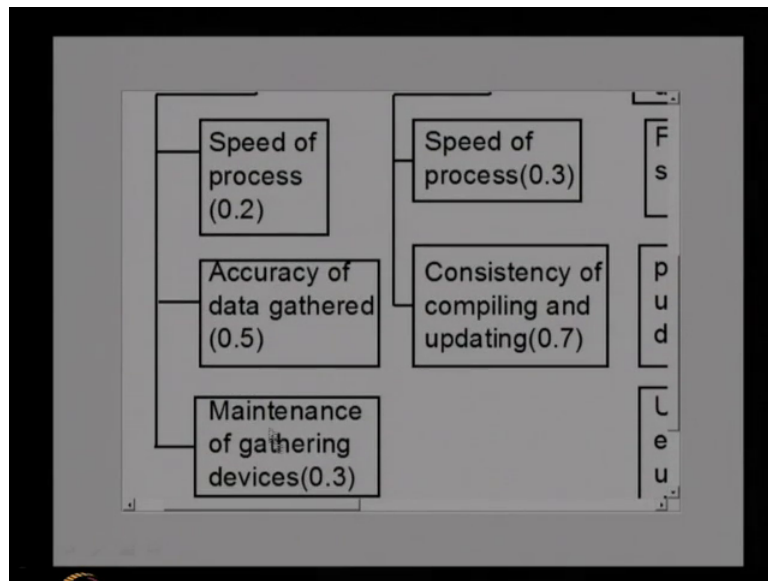 Speed of
process
(0.2)
Accuracy of
data gathered
(0.5)
Maintenance
of gathering
devices(0.3)
Speed of
process(0.3)
Consistency of
compiling and
updating(0.7)
F
s
p
u
d
e
u